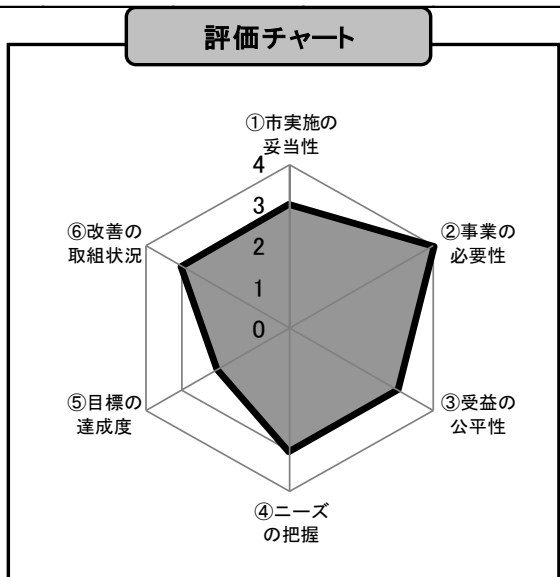 評価チャート
①市実施の
妥当性
4
3
2
1
0
②事業の
必要性
③受益の
公平性
④ニーズ
の把握
⑤目標の
達成度
⑥改善の
取組状況